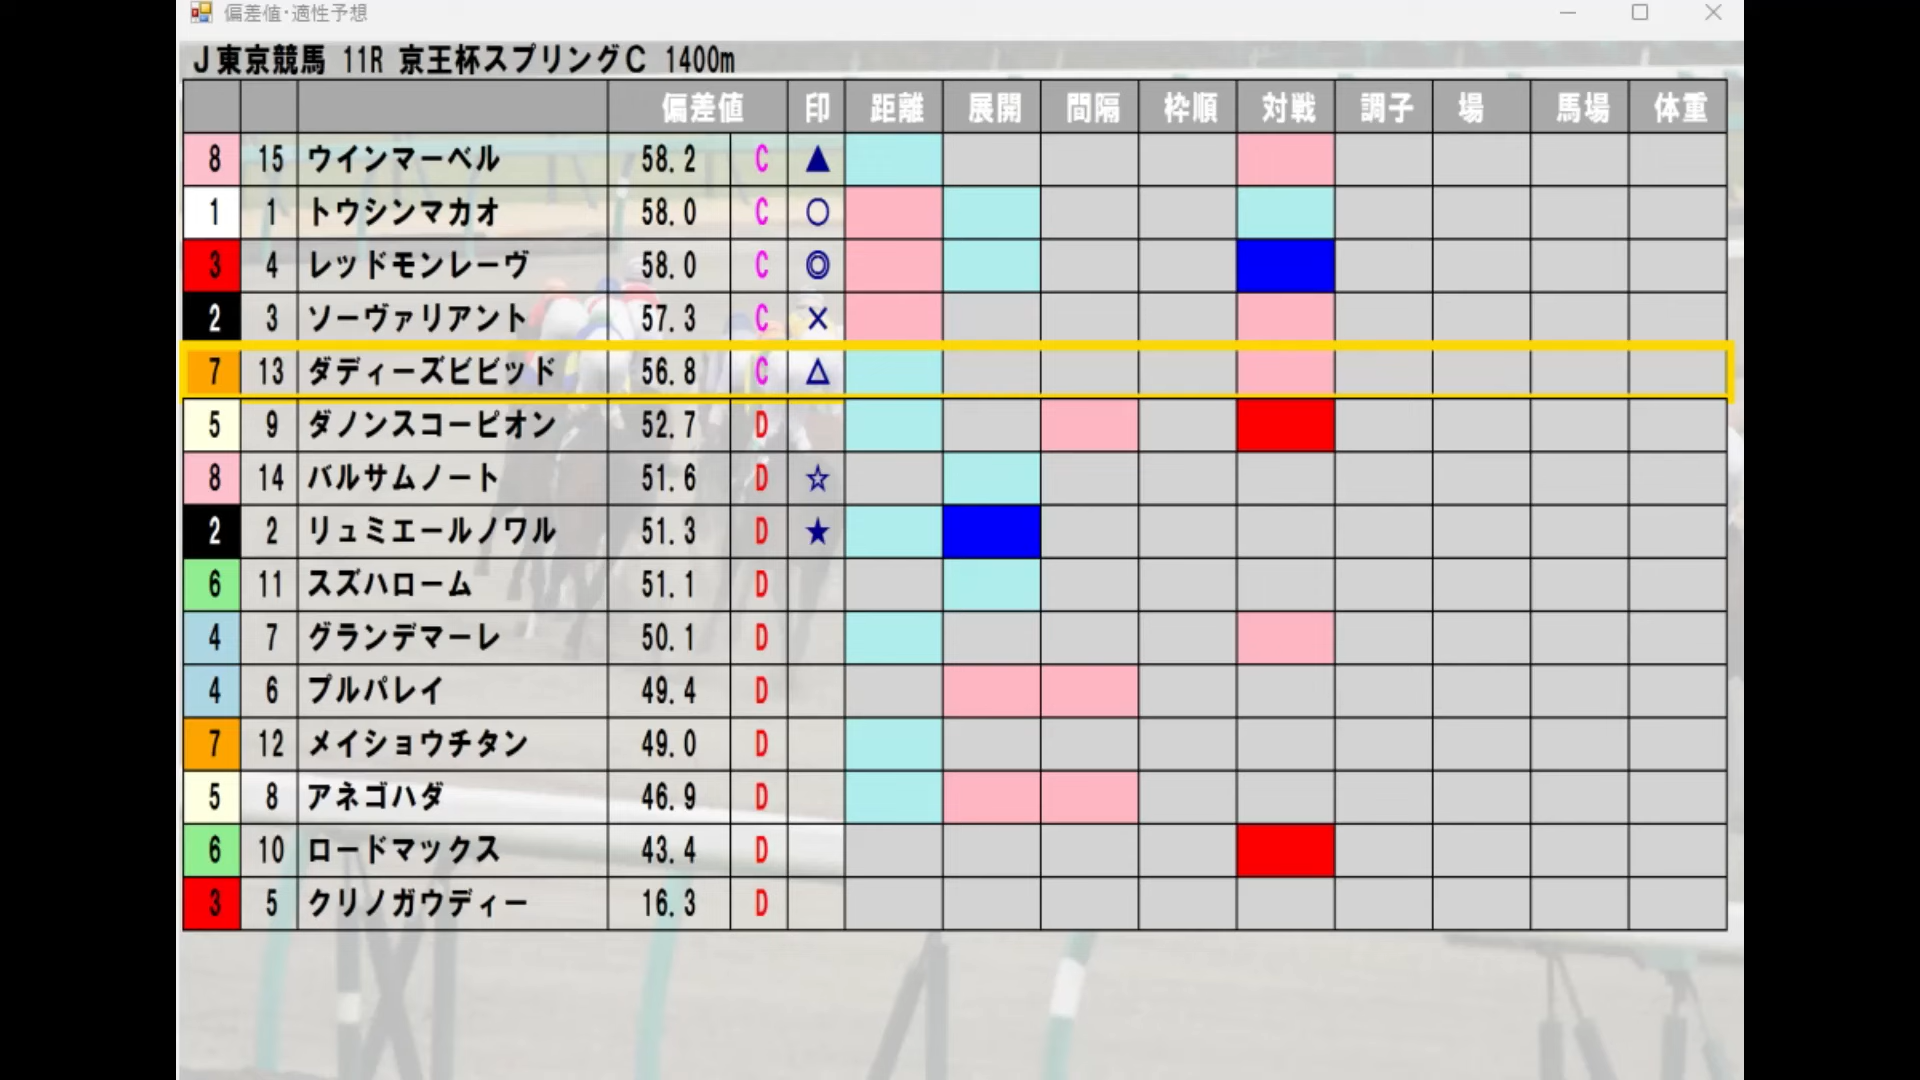 偏差値･適性予想
J東京競馬 11R 京王杯スプリングC 1400m
偏差値 印 距離 展開 間隔 枠順 対戦 調子 場 馬場 体重
8 15 ウインマーベル 58.2 C ▲
1 1 トウシンマカオ 58.0 C ○
3 4 レッドモンレーヴ 58.0 C ◎
2 3 ソーヴァリアント 57.3 C ×
7 13 ダディーズビビッド 56.8 C △
5 9 ダノンスコーピオン 52.7 D
8 14 バルサムノート 51.6 D ☆
2 2 リュミエールノワル 51.3 D ★
6 11 スズハローム 51.1 D
4 7 グランデマーレ 50.1 D
4 6 プルパレイ 49.4 D
7 12 メイショウチタン 49.0 D
5 8 アネゴハダ 46.9 D
6 10 ロードマックス 43.4 D
3 5 クリノガウディー 16.3 D